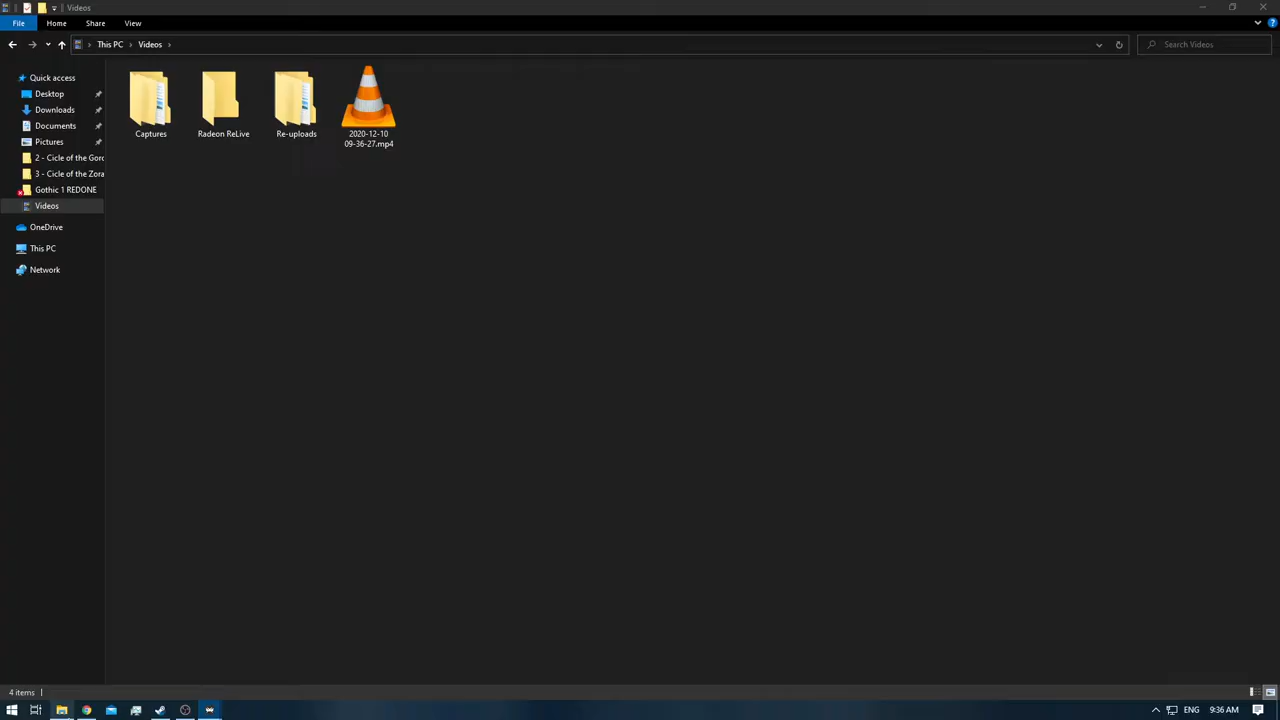 Videos
File
Home
Share
View
This PC
Videos
Search Videos
Quick access
Desktop
Downloads
Documents
Pictures
2 - Cicle of the Goro
3 - Cicle of the Zora
Gothic 1 REDONE
Videos
OneDrive
This PC
Network
Captures
Radeon ReLive
Re-uploads
2020-12-10
09-36-27.mp4
4 items
ENG
9:36 AM